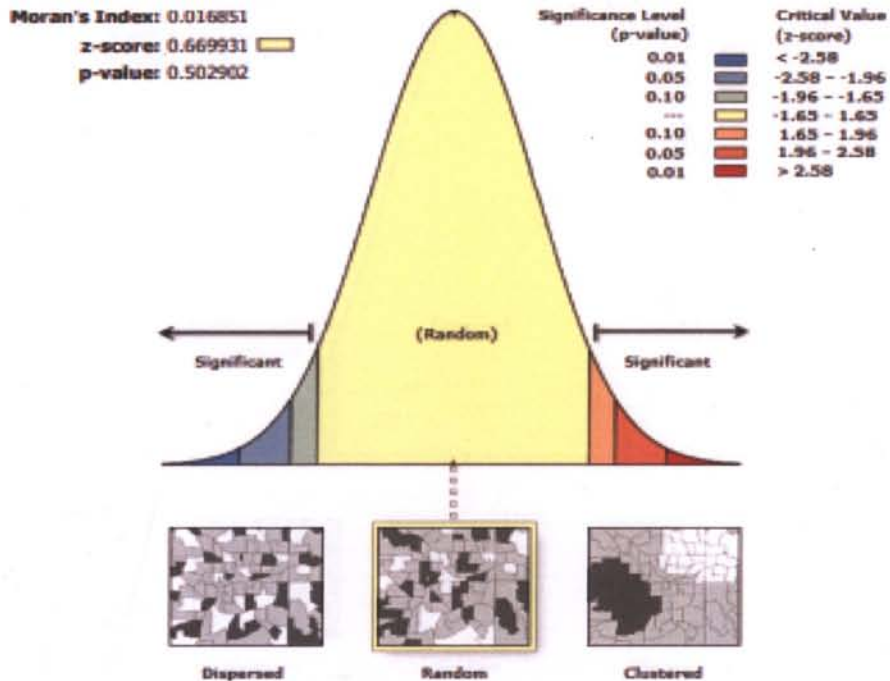 Moran's Index: 0.016851
z-score: 0.669931
p-value: 0.502902
Significance Level
(p-value)
Critical Value
(z-score)
0.01 < -2.58
0.05 -2.58 - -1.96
0.10 -1.96 - -1.65
--- -1.65 - 1.65
0.10 1.65 - 1.96
0.05 1.96 - 2.58
0.01 > 2.58
Significant
(Random)
Significant
Dispersed
Random
Clustered